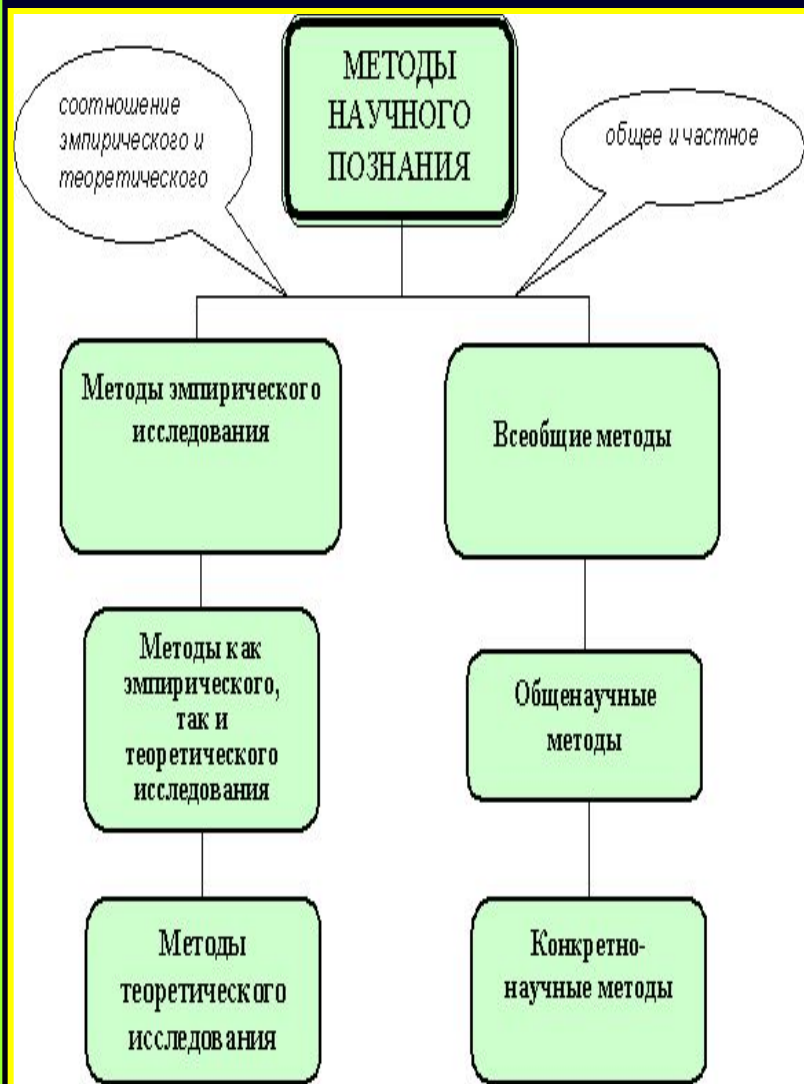 МЕТОДЫ
НАУЧНОГО
ПОЗНАНИЯ
соотношение
эмпирического и
теоретического
общее и частное
Методы эмпирического
исследования
Всеобщие методы
Методы как
эмпирического,
так и
теоретического
исследования
Общенаучные
методы
Методы
теоретического
исследования
Конкретно-
научные методы